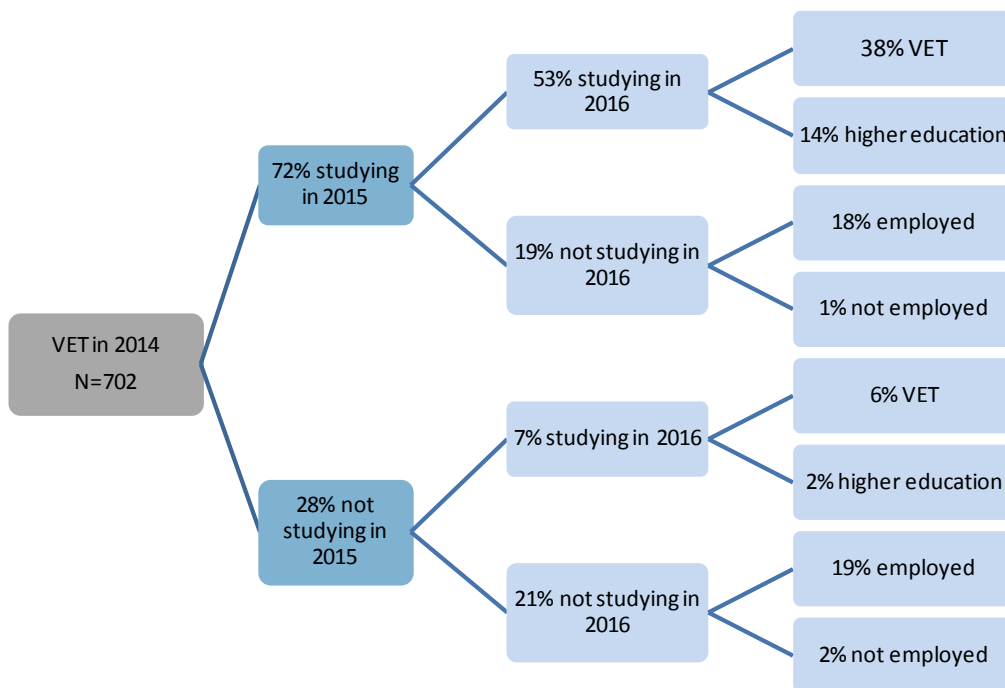 38% VET
53% studying in
2016
14% higher education
72% studying
in 2015
18% employed
19% not studying in
2016
1% not employed
VET in 2014
N=702
6% VET
7% studying in 2016
2% higher education
28% not
studying in
2015
19% employed
21% not studying in
2016
2% not employed